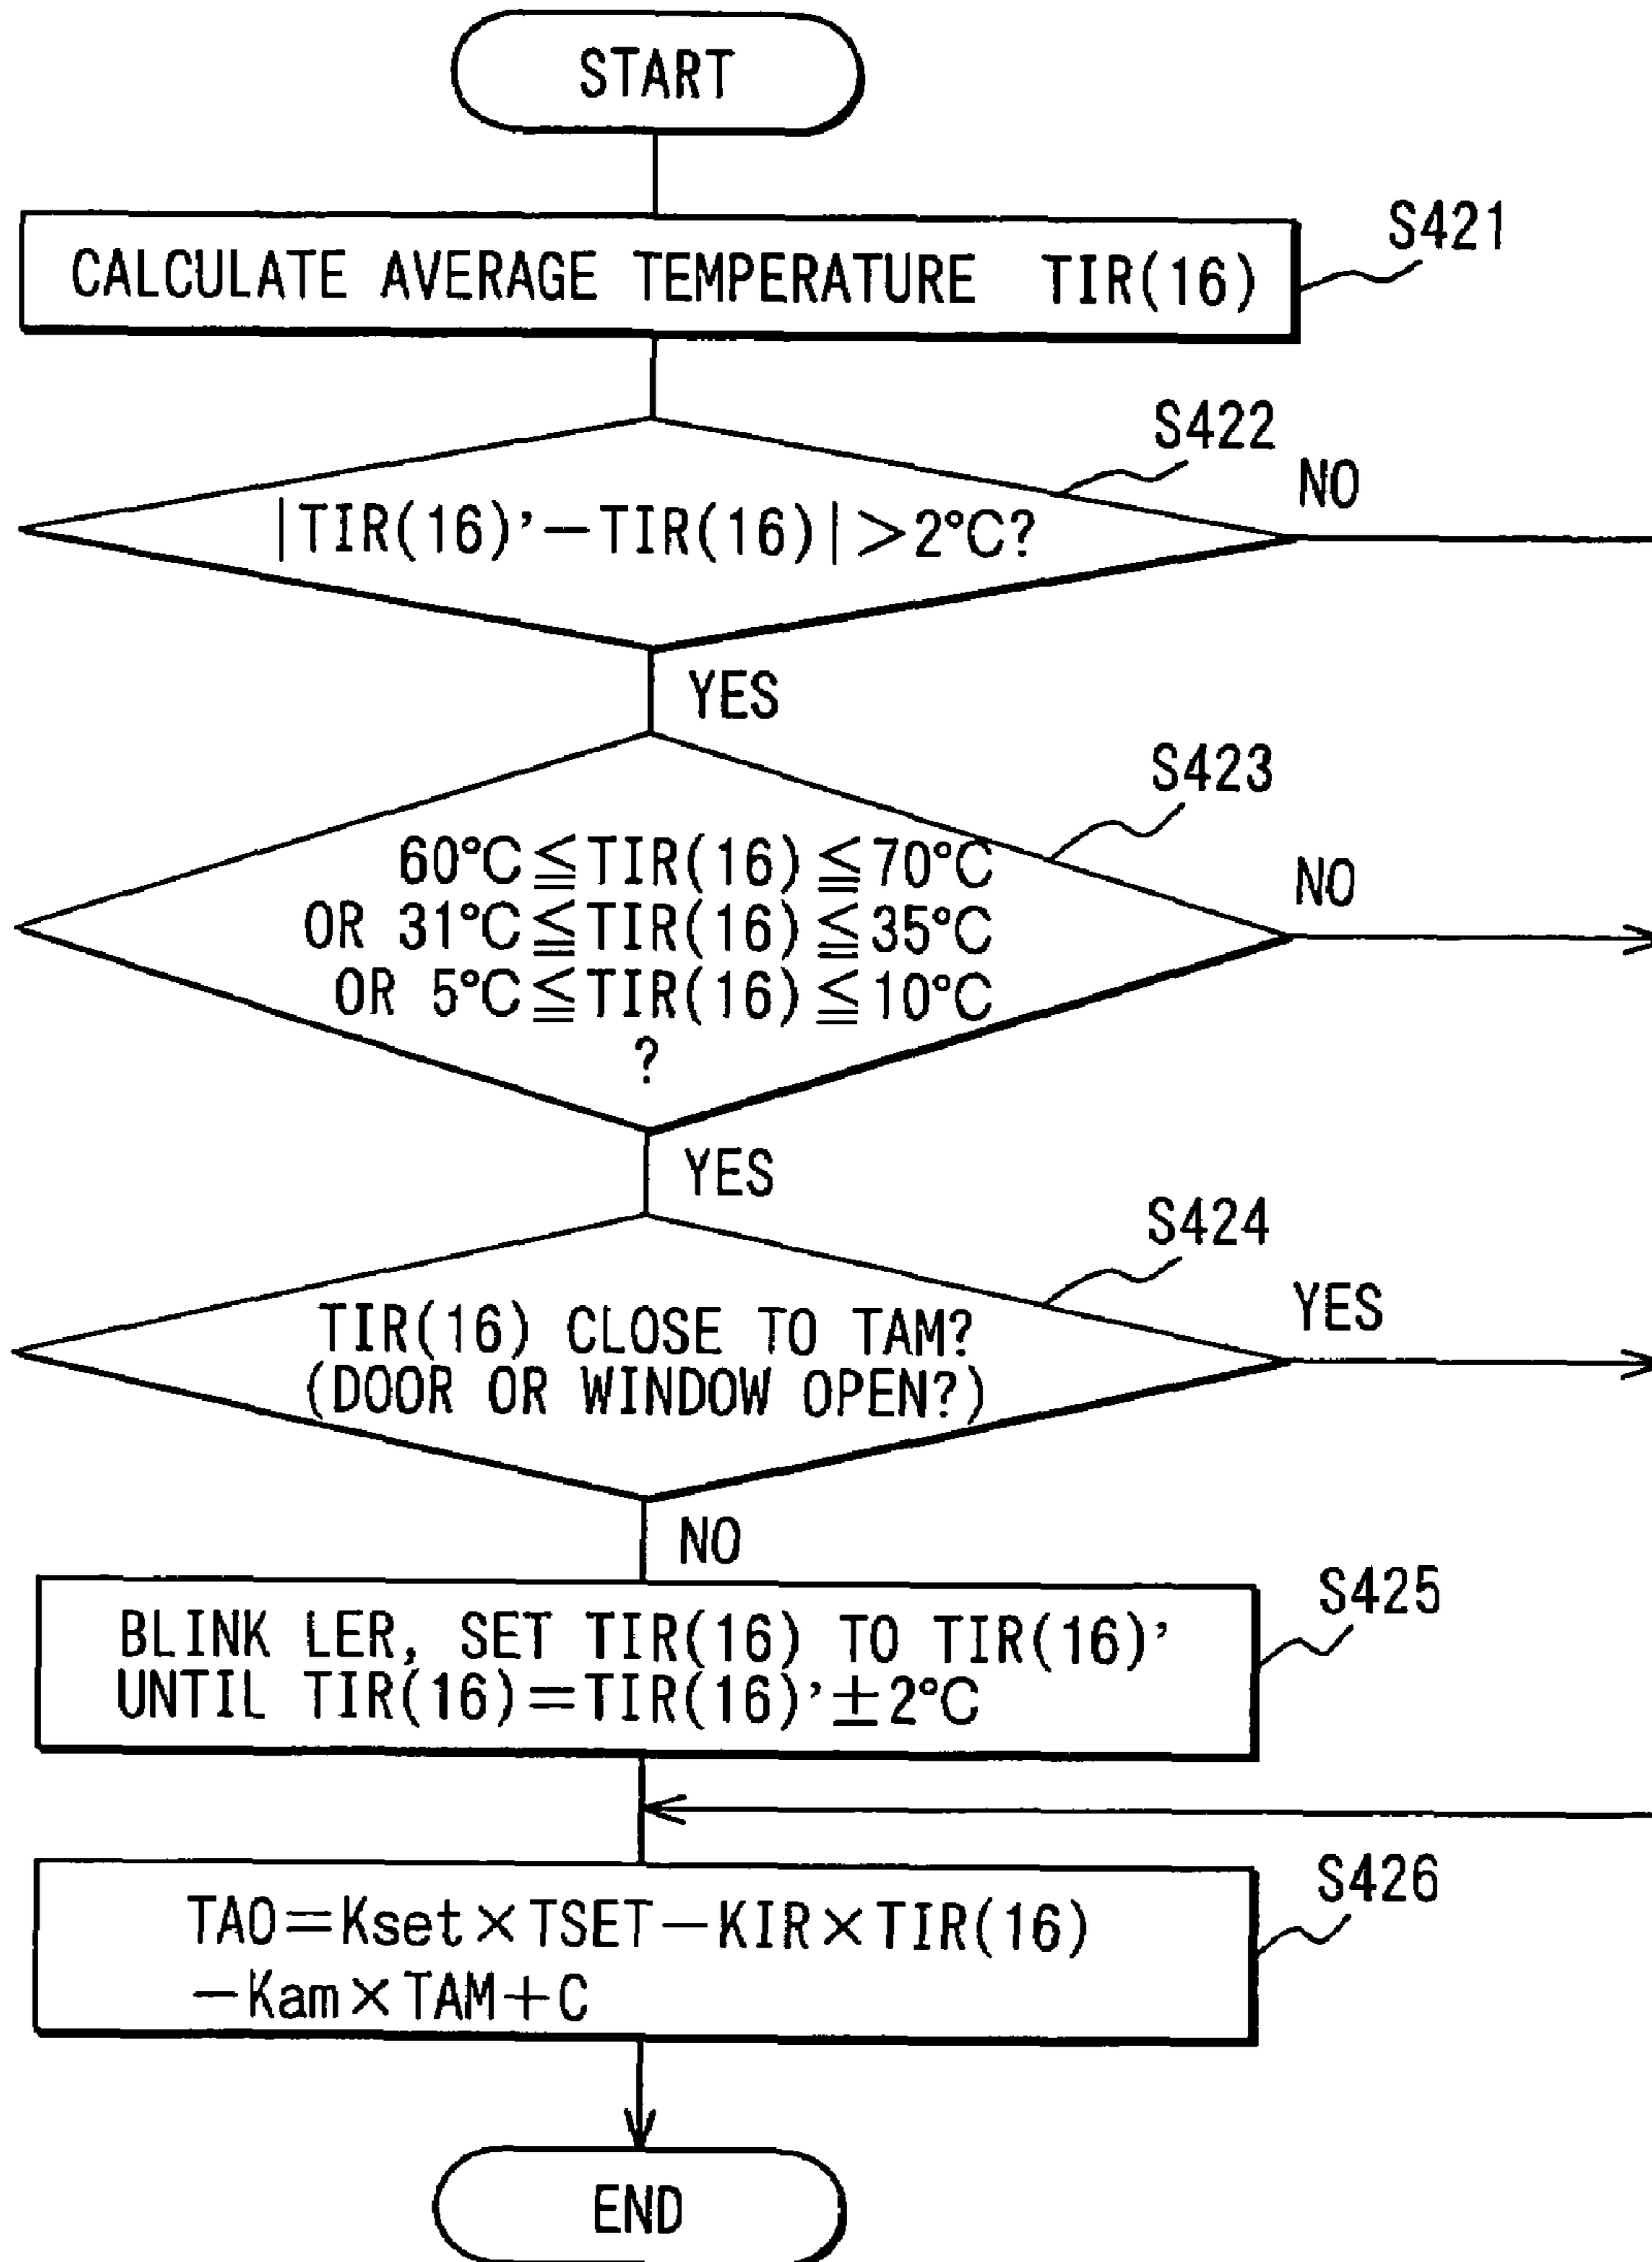 START
S421
CALCULATE AVERAGE TEMPERATURE TIR(16)
S422
NO
|TIR(16)'−TIR(16)|>2°C?
YES
S423
NO
60°C≦TIR(16)≦70°C
OR 31°C≦TIR(16)≦35°C
OR 5°C≦TIR(16)≦10°C
?
YES
S424
YES
TIR(16) CLOSE TO TAM?
(DOOR OR WINDOW OPEN?)
NO
S425
BLINK LER, SET TIR(16) TO TIR(16)'
UNTIL TIR(16)=TIR(16)'±2°C
S426
TAO=Kset×TSET−KIR×TIR(16)
−Kam×TAM+C
END